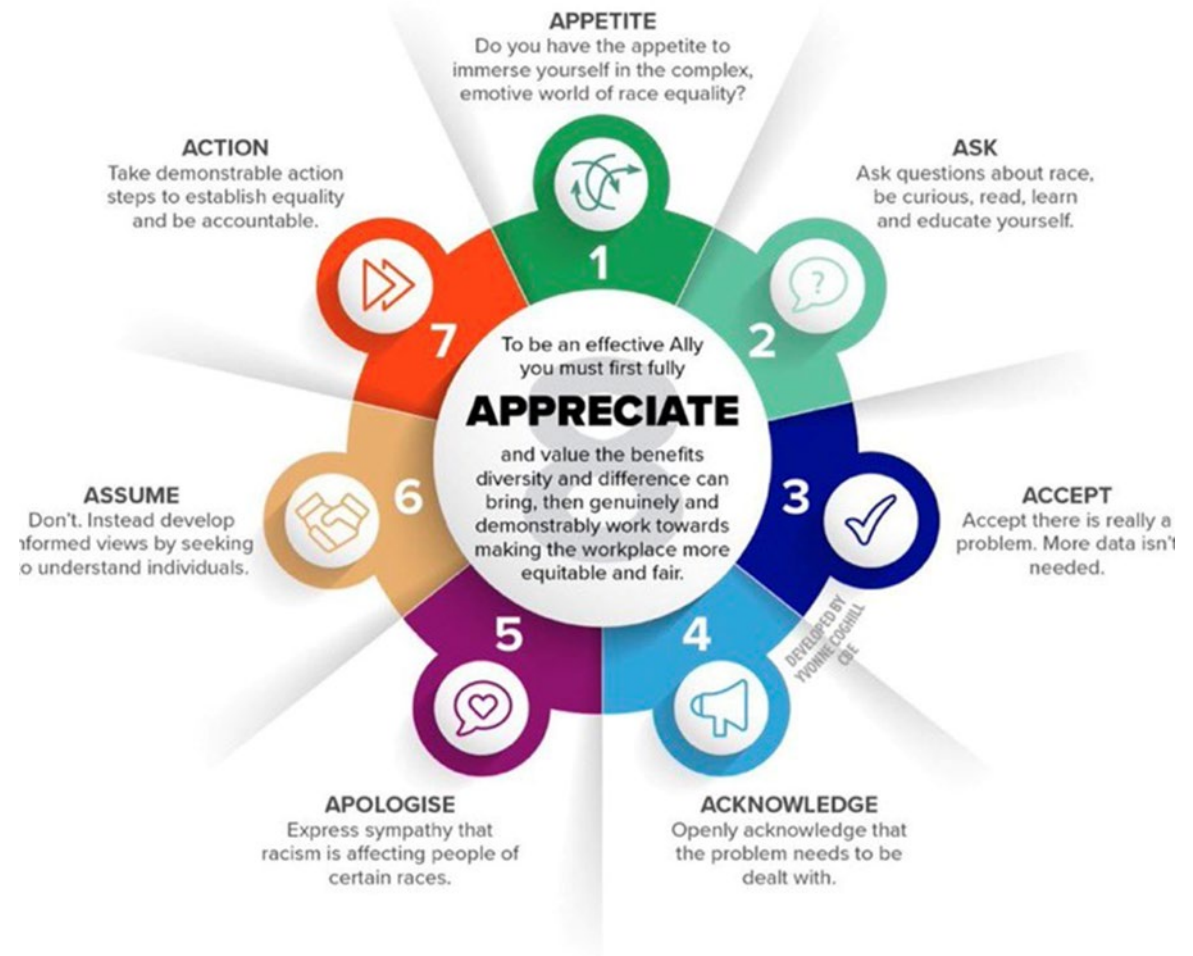 APPETITE
Do you have the appetite to
immerse yourself in the complex,
emotive world of race equality?
1
ASK
Ask questions about race,
be curious, read, learn
and educate yourself.
2
ACCEPT
Accept there is really a
problem. More data isn't
needed.
3
DEVELOPED BY
YVONNE COGHILL
CBE
ACKNOWLEDGE
Openly acknowledge that
the problem needs to be
dealt with.
4
APOLOGISE
Express sympathy that
racism is affecting people of
certain races.
5
ASSUME
Don't. Instead develop
nformed views by seeking
o understand individuals.
6
ACTION
Take demonstrable action
steps to establish equality
and be accountable.
7
8
To be an effective Ally
you must first fully
APPRECIATE
and value the benefits
diversity and difference can
bring, then genuinely and
demonstrably work towards
making the workplace more
equitable and fair.
?